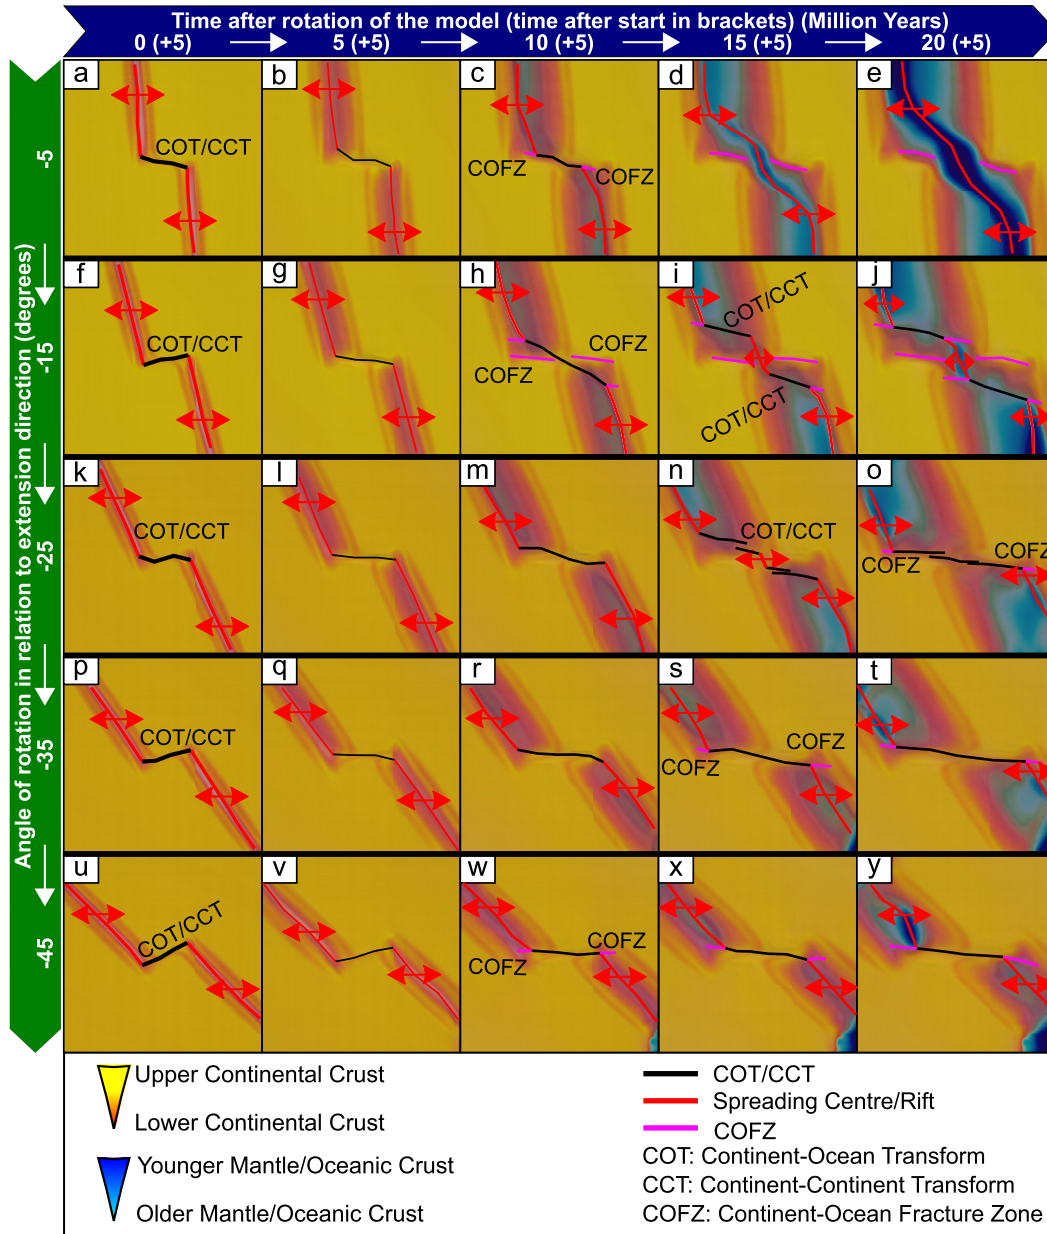 Time after rotation of the model (time after start in brackets) (Million Years)
0 (+5) 5 (+5) 10 (+5) 15 (+5) 20 (+5)
Angle of rotation in relation to extension direction (degrees)
-5
a b c d e
COT/CCT
COFZ
COFZ
-15
f g h i j
COT/CCT
COFZ
COFZ
COT/CCT
COT/CCT
-25
k l m n o
COT/CCT
COT/CCT
COFZ
COFZ
-35
p q r s t
COT/CCT
COFZ
COFZ
-45
u v w x y
COT/CCT
COFZ
COFZ
Upper Continental Crust
Lower Continental Crust
Younger Mantle/Oceanic Crust
Older Mantle/Oceanic Crust
COT/CCT
Spreading Centre/Rift
COFZ
COT: Continent-Ocean Transform
CCT: Continent-Continent Transform
COFZ: Continent-Ocean Fracture Zone